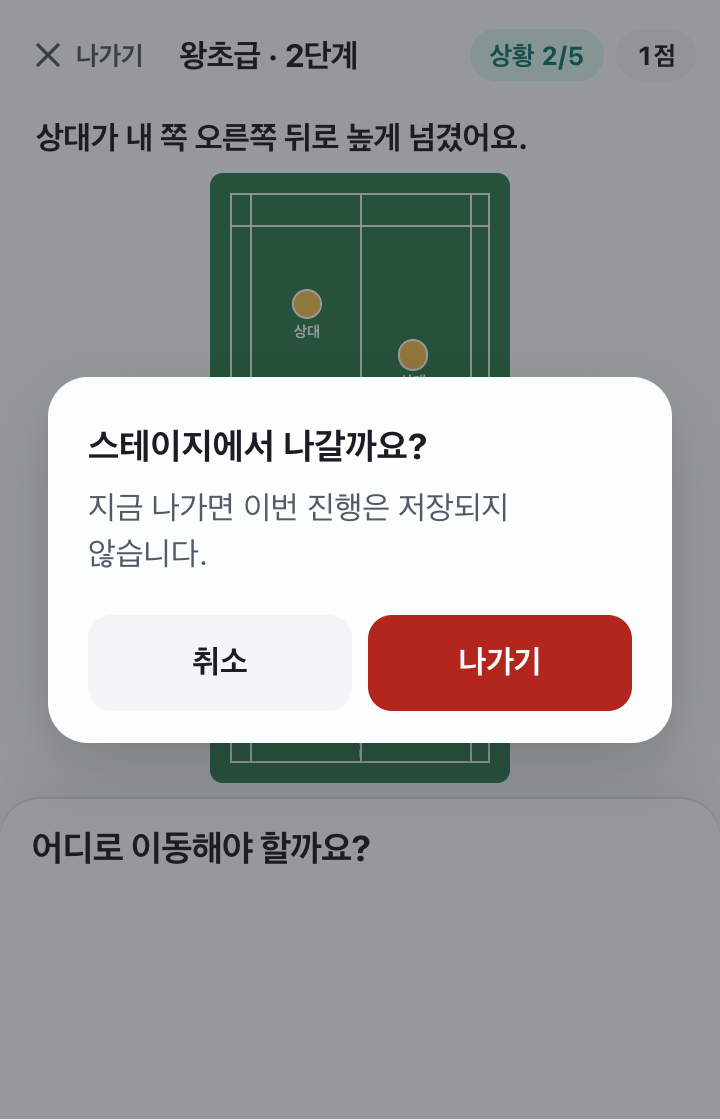 나가기
왕초급 · 2단계
상황 2/5
1점
상대가 내 쪽 오른쪽 뒤로 높게 넘겼어요.
상대
스테이지에서 나갈까요?
지금 나가면 이번 진행은 저장되지
않습니다.
취소
나가기
어디로 이동해야 할까요?